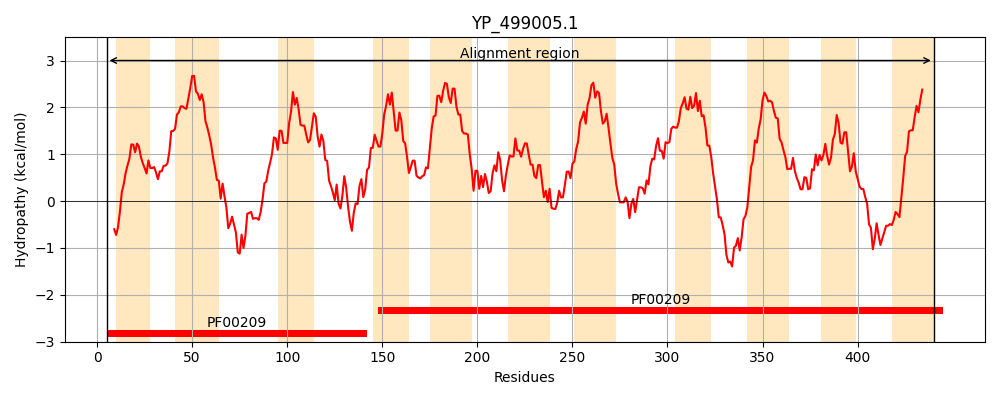 YP_499005.1
Hydropathy (kcal/mol)
3
2
1
0
−1
−2
−3
Alignment region
PF00209
PF00209
0 50 100 150 200 250 300 350 400
Residues